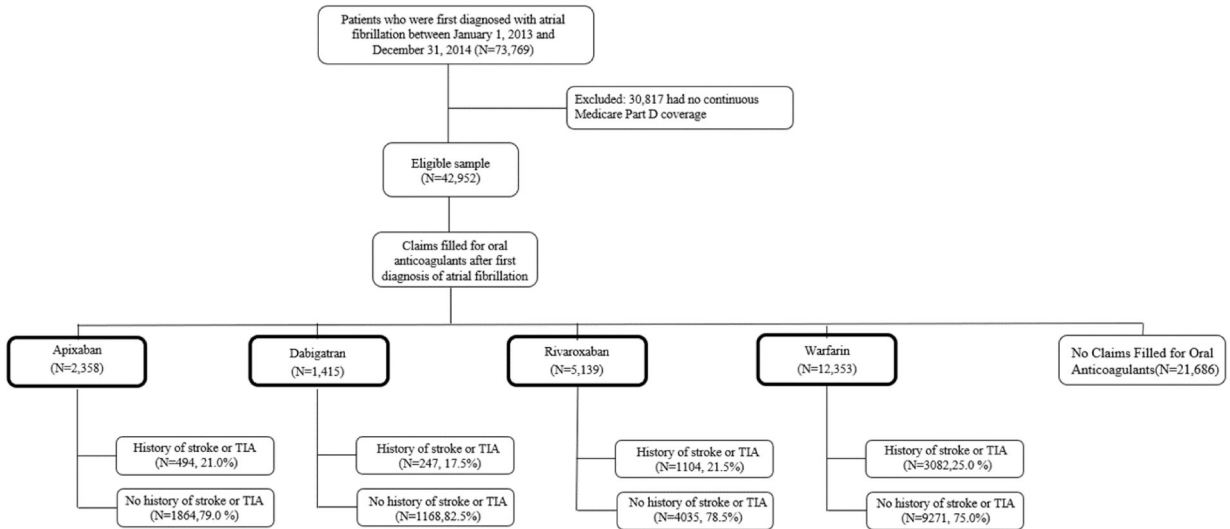 Patients who were first diagnosed with atrial
fibrillation between January 1, 2013 and
December 31, 2014 (N=73,769)
Excluded: 30,817 had no continuous
Medicare Part D coverage
Eligible sample
(N=42,952)
Claims filled for oral
anticoagulants after first
diagnosis of atrial fibrillation
Apixaban
(N=2,358)
Dabigatran
(N=1,415)
Rivaroxaban
(N=5,139)
Warfarin
(N=12,353)
No Claims Filled for Oral
Anticoagulants(N=21,686)
History of stroke or TIA
(N=494, 21.0%)
History of stroke or TIA
(N=247, 17.5%)
History of stroke or TIA
(N=1104, 21.5%)
History of stroke or TIA
(N=3082,25.0 %)
No history of stroke or TIA
(N=1864,79.0 %)
No history of stroke or TIA
(N=1168,82.5%)
No history of stroke or TIA
(N=4035, 78.5%)
No history of stroke or TIA
(N=9271, 75.0%)